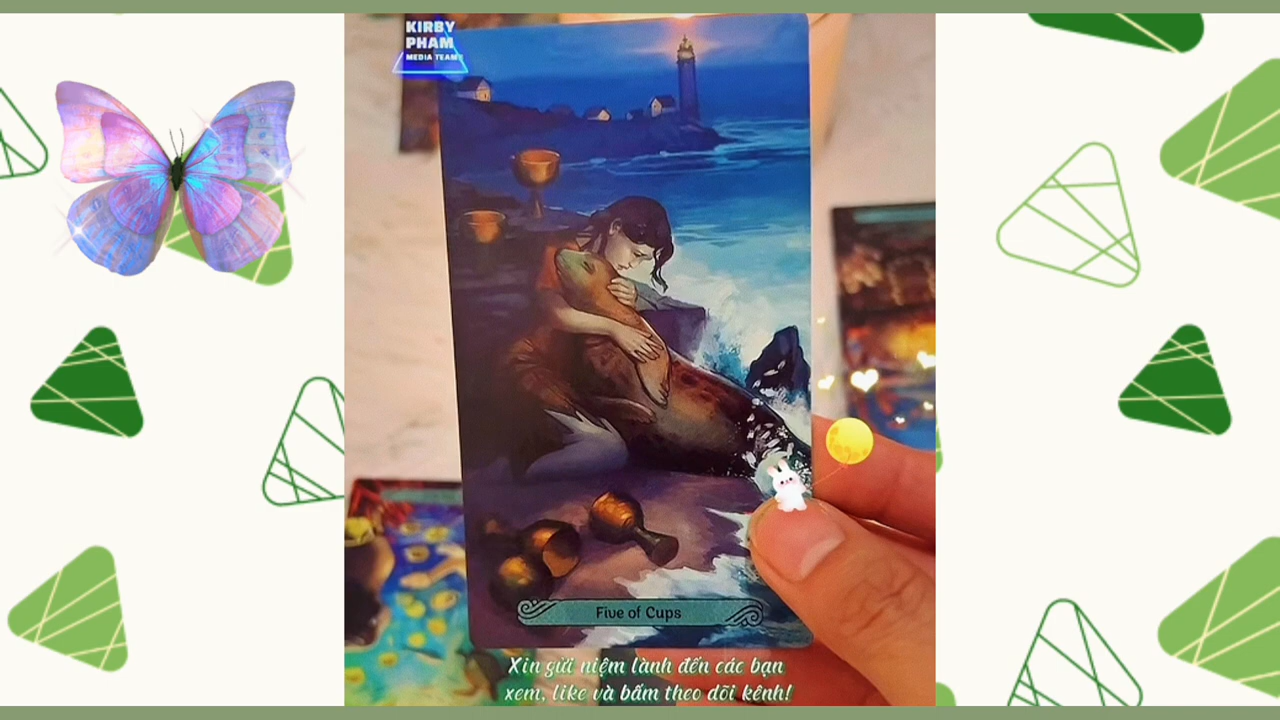 KIRBY
PHAM
MEDIA TEAM
Five of Cups
Xin gửi niệm lành đến các bạn
xem, like và bấm theo dõi kênh!